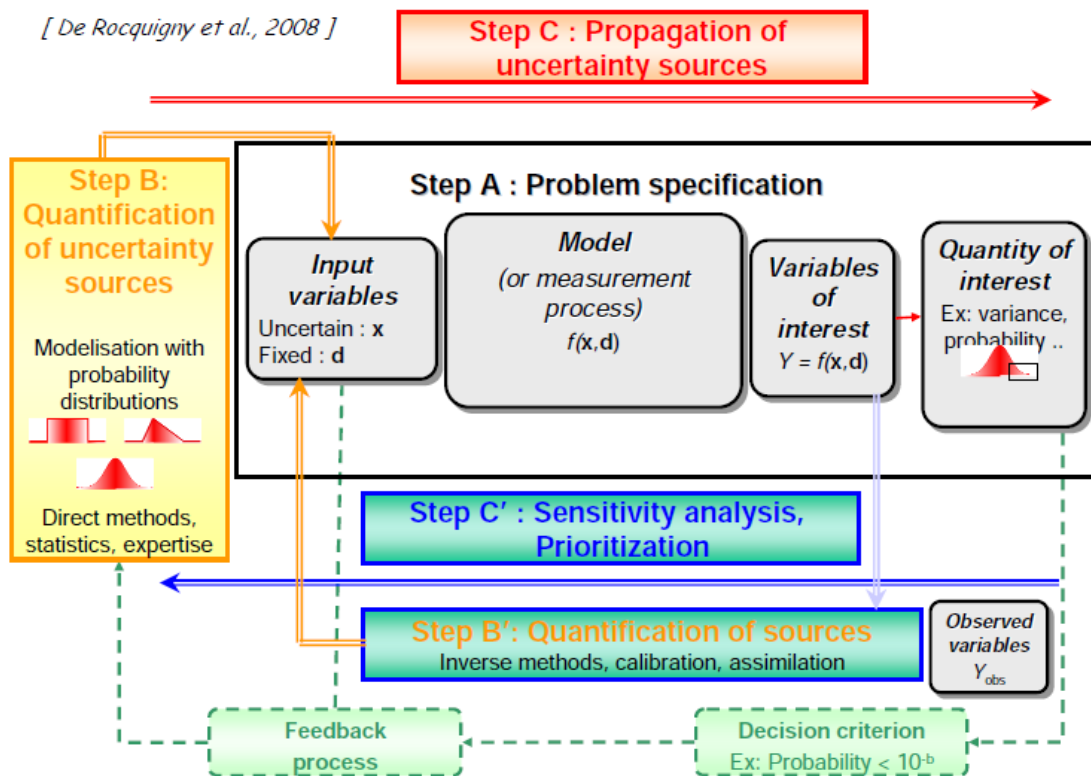 [ De Rocquigny et al., 2008 ]
Step C : Propagation of
uncertainty sources
Step B:
Quantification
of uncertainty
sources
Modelisation with
probability
distributions
Direct methods,
statistics, expertise
Step A : Problem specification
Input
variables
Uncertain : x
Fixed : d
Model
(or measurement
process)
f(x,d)
Variables
of
interest
Y = f(x,d)
Quantity of
interest
Ex: variance,
probability ..
Step C’ : Sensitivity analysis,
Prioritization
Step B’: Quantification of sources
Inverse methods, calibration, assimilation
Observed
variables
Yobs
Feedback
process
Decision criterion
Ex: Probability < 10-b